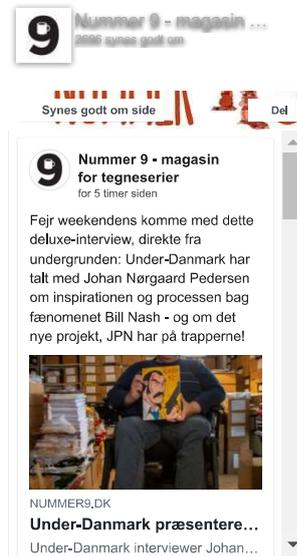 9 Nummer 9 - magasin ...
2696 synes godt om
NUMMER
Synes godt om side
Del
9 Nummer 9 - magasin
for tegneserier
for 5 timer siden
Fejr weekendens komme med dette
deluxe-interview, direkte fra
undergrunden: Under-Danmark har
talt med Johan Nørgaard Pedersen
om inspirationen og processen bag
fænomenet Bill Nash - og om det
nye projekt, JPN har på trapperne!
NUMMER9.DK
Under-Danmark præsentere...
Under-Danmark interviewer Johan...